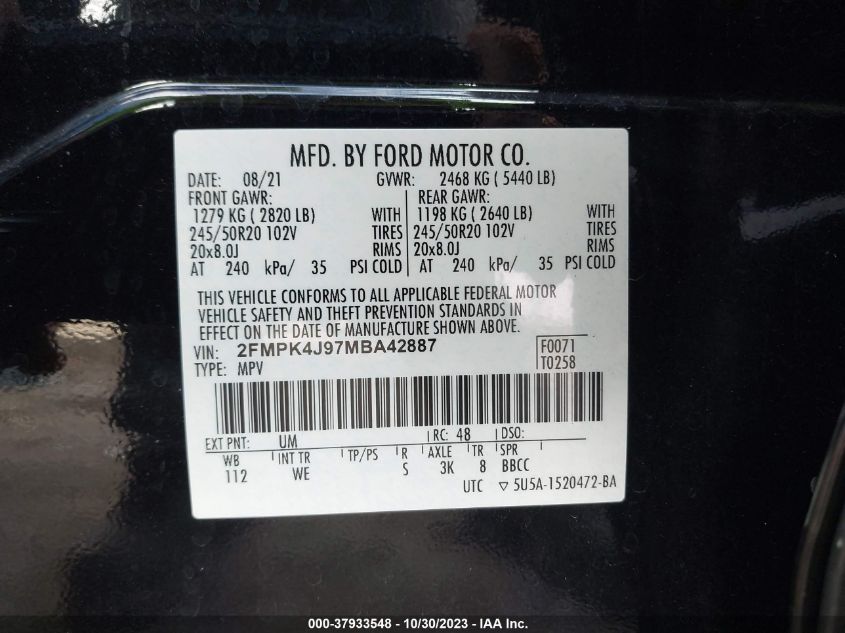 MFD. BY FORD MOTOR CO.
DATE: 08/21 GVWR: 2468 KG ( 5440 LB)
FRONT GAWR: REAR GAWR:
1279 KG ( 2820 LB) WITH 1198 KG ( 2640 LB) WITH
245/50R20 102V TIRES 245/50R20 102V TIRES
20x8.0J RIMS 20x8.0J RIMS
AT 240 kPa/ 35 PSI COLD AT 240 kPa/ 35 PSI COLD
THIS VEHICLE CONFORMS TO ALL APPLICABLE FEDERAL MOTOR
VEHICLE SAFETY AND THEFT PREVENTION STANDARDS IN
EFFECT ON THE DATE OF MANUFACTURE SHOWN ABOVE.
VIN: 2FMPK4J97MBA42887 F0071
TYPE: MPV T0258
EXT PNT: UM RC: 48 DSO:
WB INT TR TP/PS R AXLE TR SPR
112 WE S 3K 8 BBCC
UTC ▽ 5U5A-1520472-BA
000-37933548 - 10/30/2023 - IAA Inc.